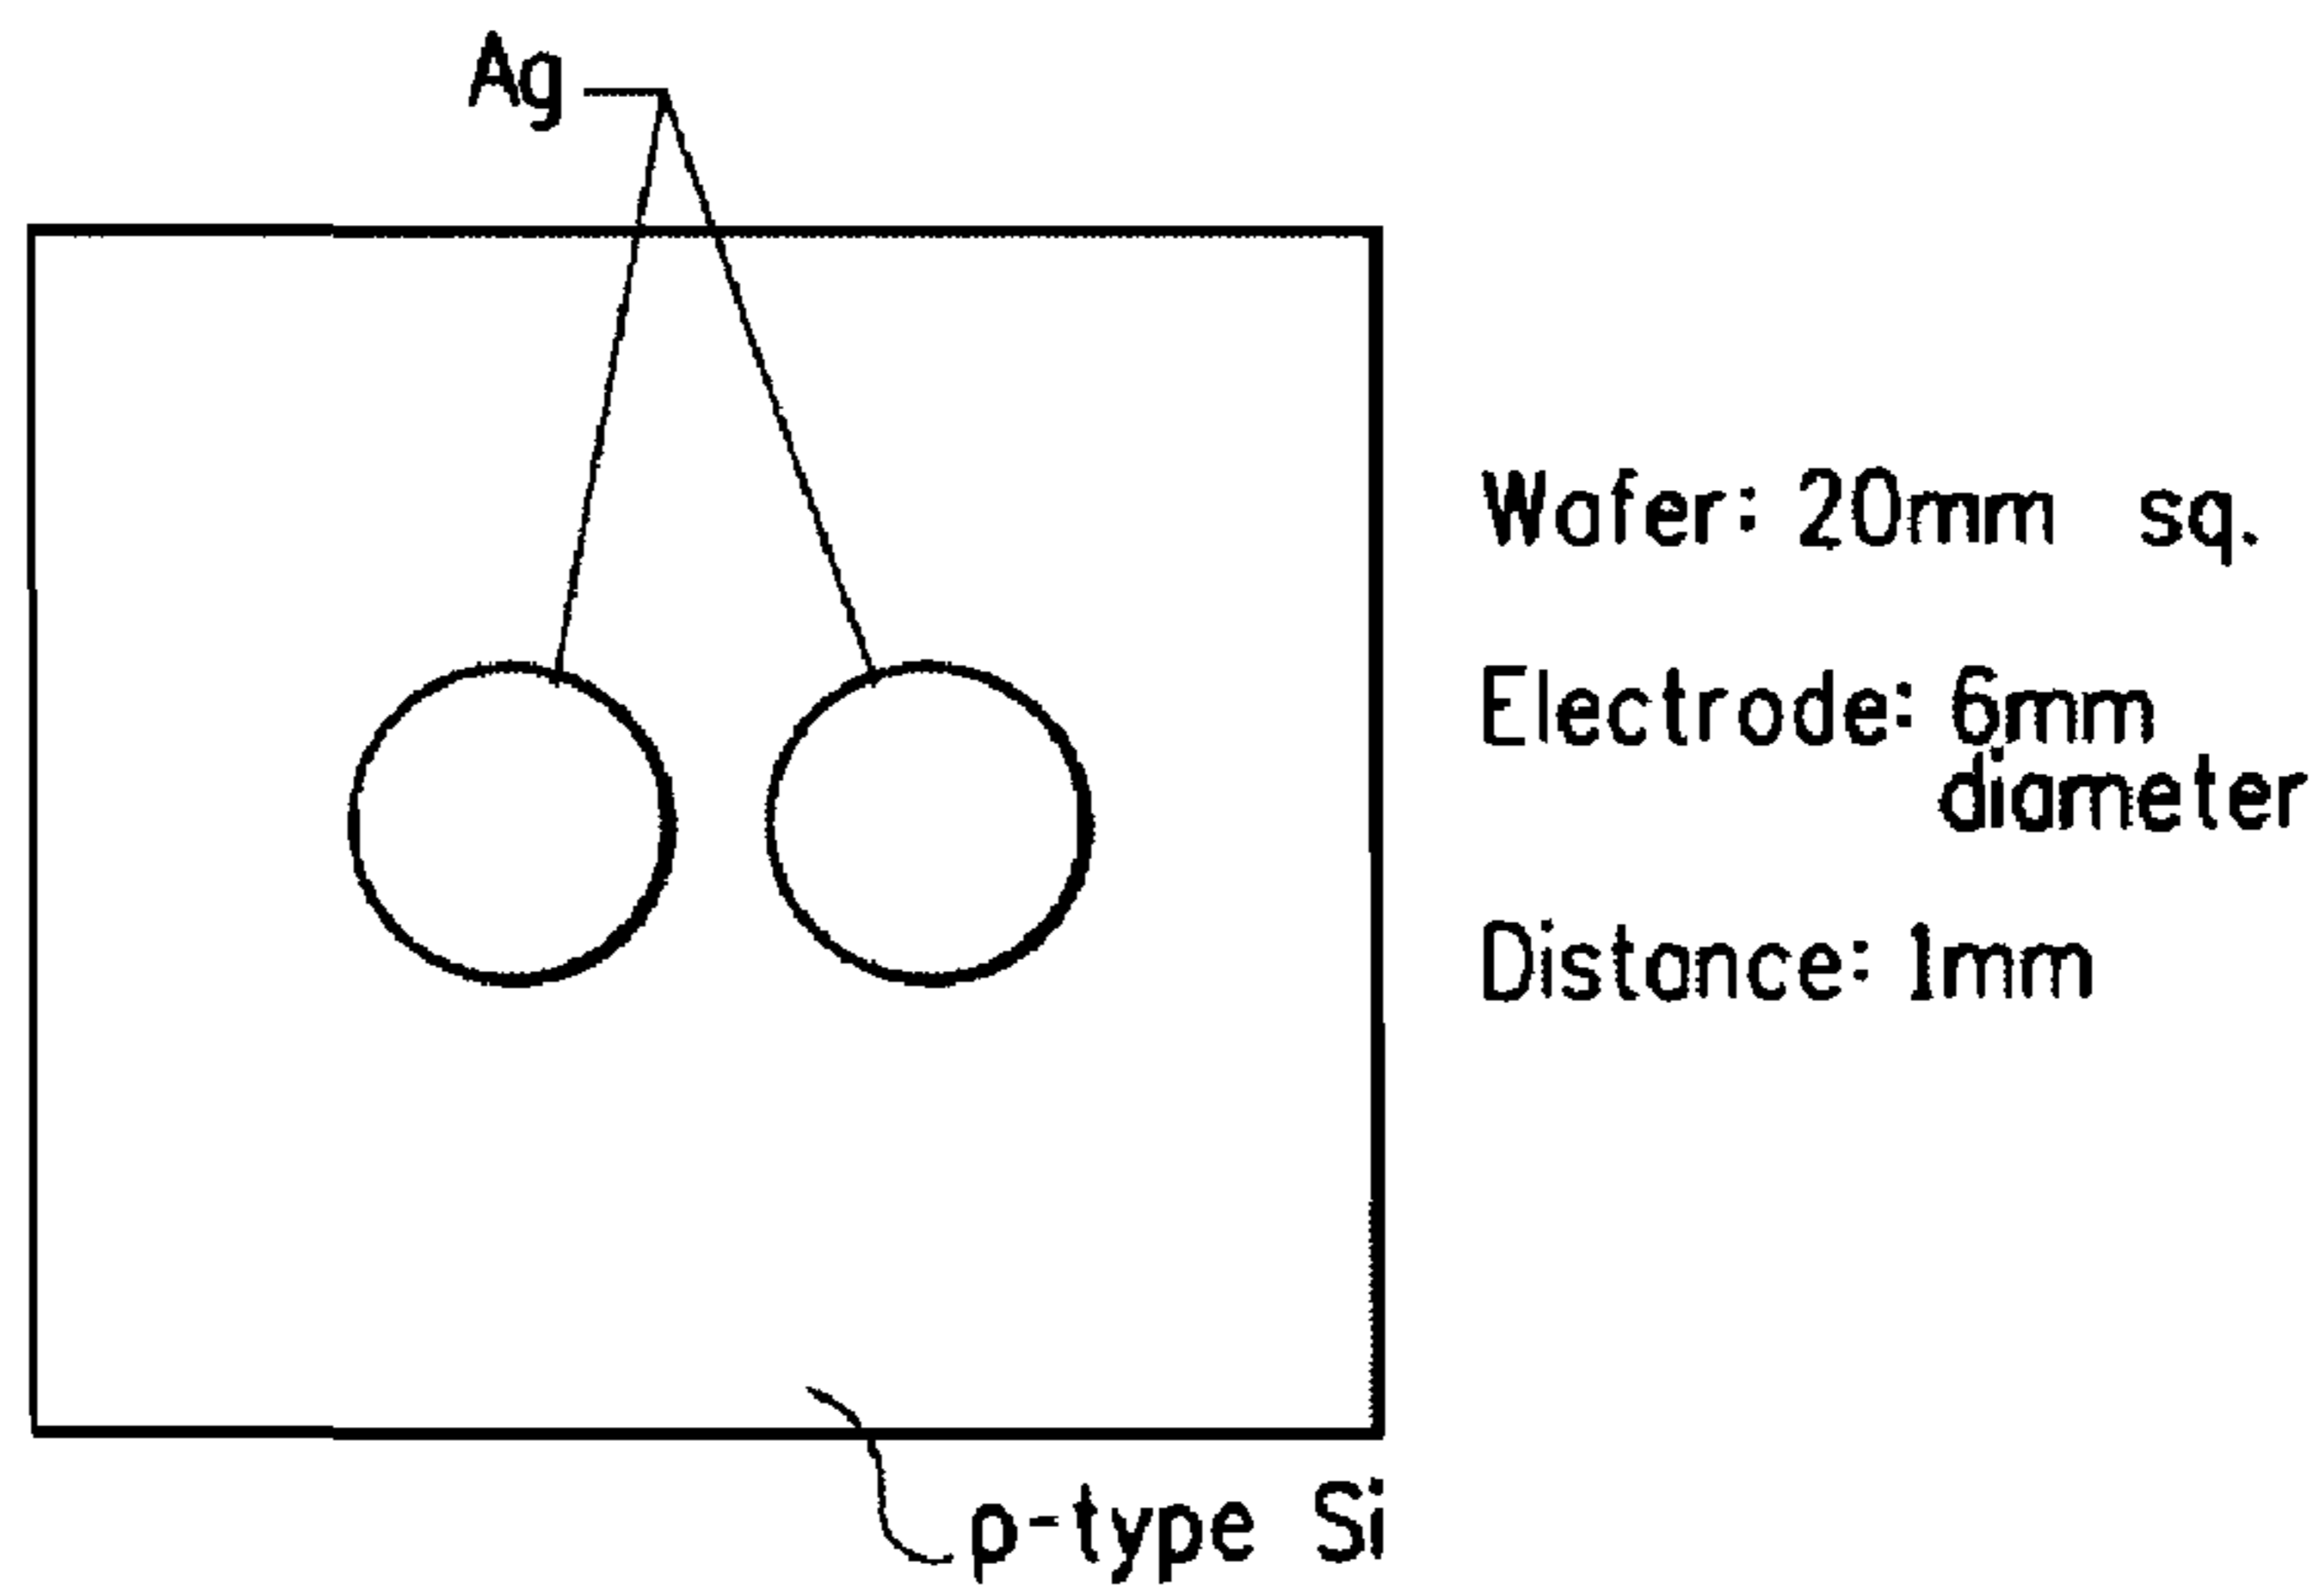 Ag
Wafer: 20mm sq.
Electrode: 6mm
diameter
Distance: 1mm
p-type Si